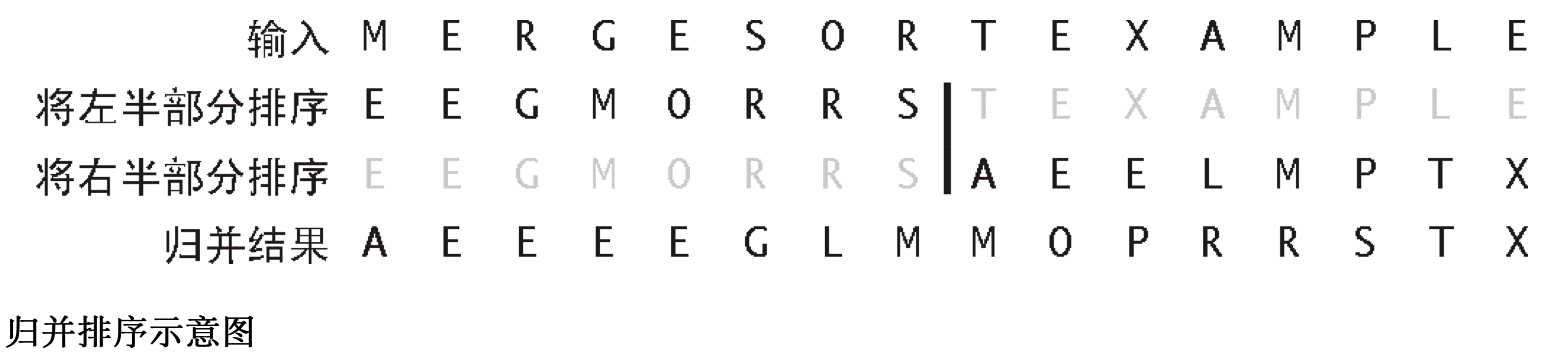 输入 M E R G E S O R T E X A M P L E
将左半部分排序 E E G M O R R S T E X A M P L E
将右半部分排序 E E G M O R R S A E E L M P T X
归并结果 A E E E E G L M M O P R R S T X
归并排序示意图